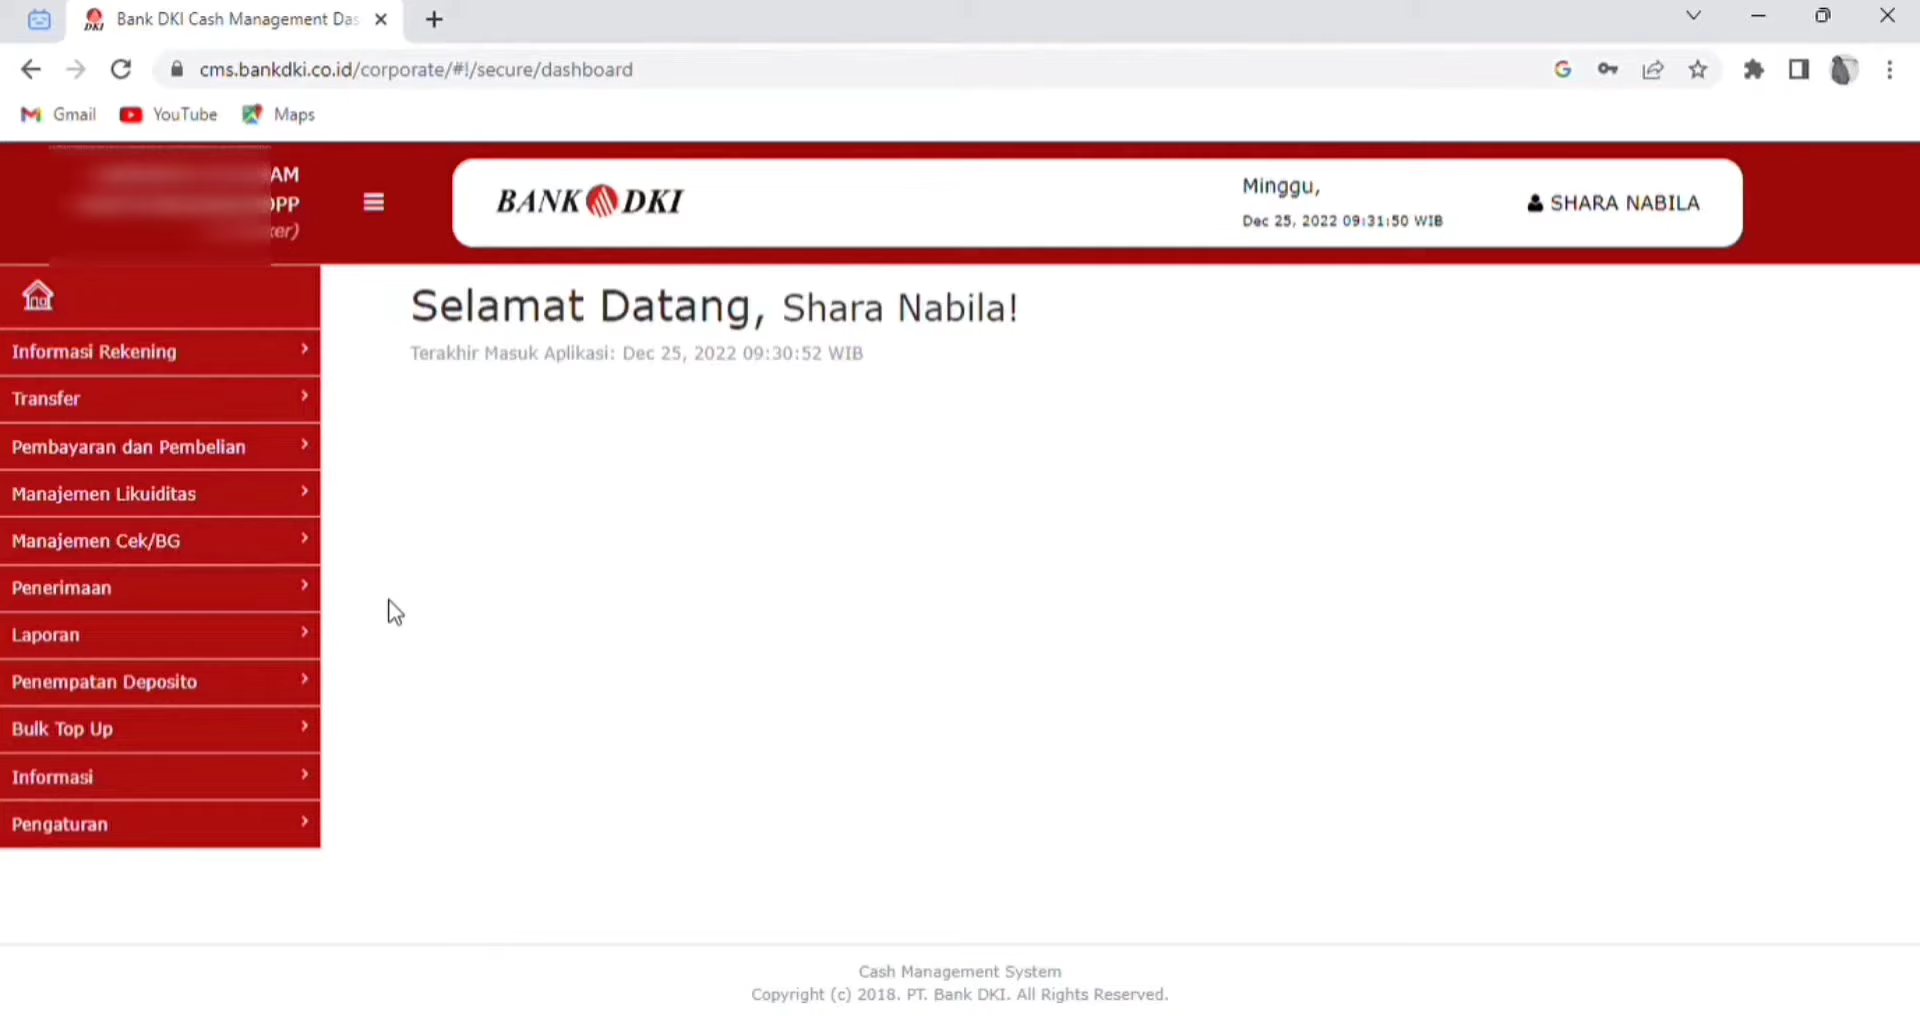 Bank DKI Cash Management Das
cms.bankdki.co.id/corporate/#!/secure/dashboard
Gmail
YouTube
Maps
AM
OPP
ker)
BANK DKI
Minggu,
Dec 25, 2022 09:31:50 WIB
SHARA NABILA
Selamat Datang, Shara Nabila!
Terakhir Masuk Aplikasi: Dec 25, 2022 09:30:52 WIB
Informasi Rekening
Transfer
Pembayaran dan Pembelian
Manajemen Likuiditas
Manajemen Cek/BG
Penerimaan
Laporan
Penempatan Deposito
Bulk Top Up
Informasi
Pengaturan
Cash Management System
Copyright (c) 2018. PT. Bank DKI. All Rights Reserved.